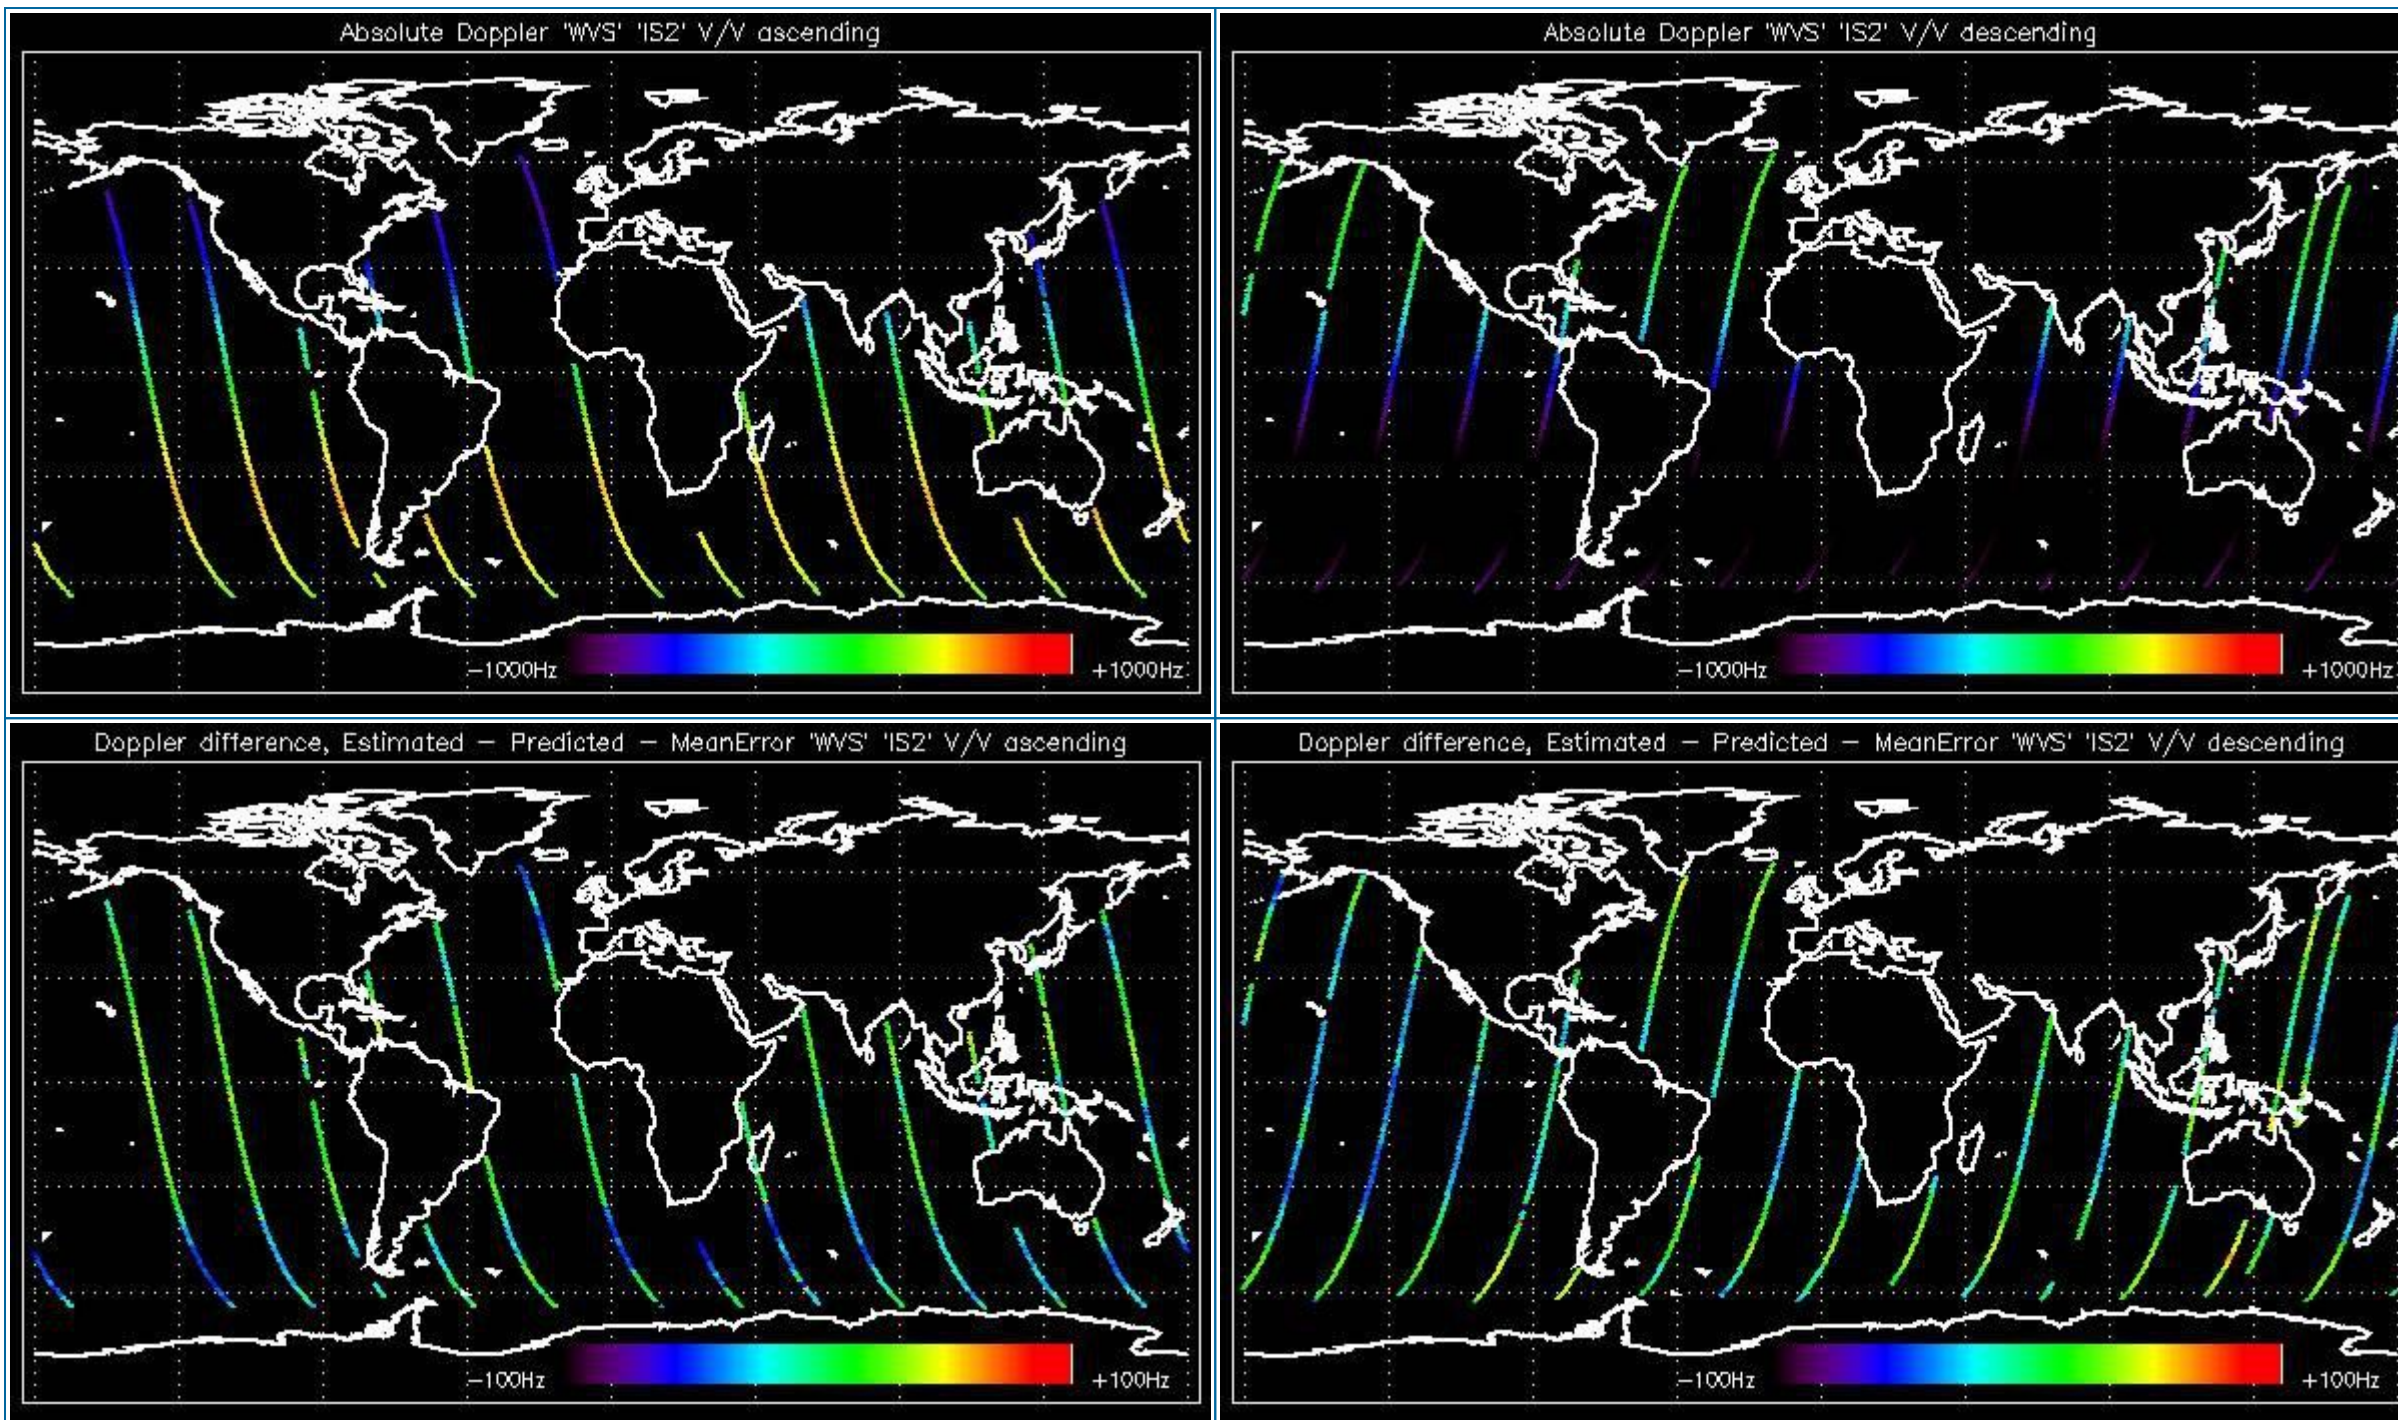 Absolute Doppler 'WVS' 'IS2' V/V ascending
-1000Hz
+1000Hz
Absolute Doppler 'WVS' 'IS2' V/V descending
-1000Hz
+1000Hz
Doppler difference, Estimated - Predicted - MeanError 'WVS' 'IS2' V/V ascending
-100Hz
+100Hz
Doppler difference, Estimated - Predicted - MeanError 'WVS' 'IS2' V/V descending
-100Hz
+100Hz